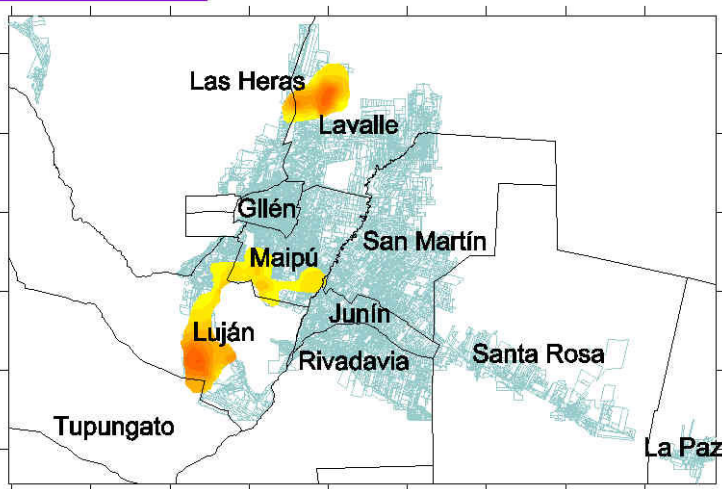 Las Heras
Lavalle
Gllén
San Martín
Maipú
Junín
Luján
Rivadavia
Santa Rosa
Tupungato
La Paz